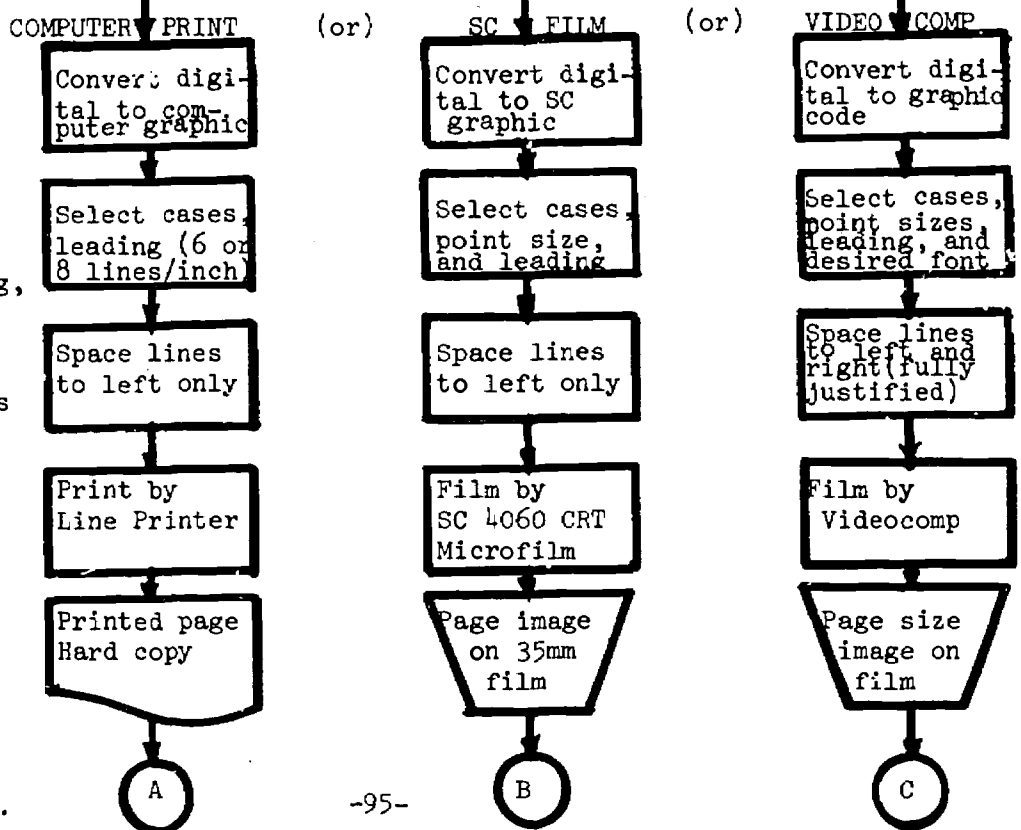 COMPUTER PRINT (or) SC FILM (or) VIDEO COMP
Convert digi-
tal to com-
puter graphic
Convert digi-
tal to SC
graphic
Convert digi-
tal to graphic
code
Select cases,
leading (6 or
8 lines/inch)
Select cases,
point size,
and leading
Select cases,
point sizes,
leading, and
desired font
Space lines
to left only
Space lines
to left only
Space lines
to left and
right(fully
justified)
Print by
Line Printer
Film by
SC 4060 CRT
Microfilm
Film by
Videocomp
Printed page
Hard copy
Page image
on 35mm
film
Page size
image on
film
A
B
C
-95-